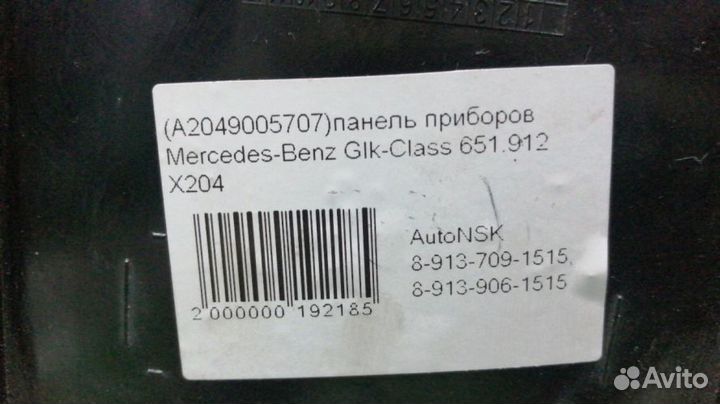 (A2049005707)панель приборов
Mercedes-Benz Glk-Class 651.912
X204
AutoNSK
8-913-709-1515,
8-913-906-1515
2 000000 192185
Avito